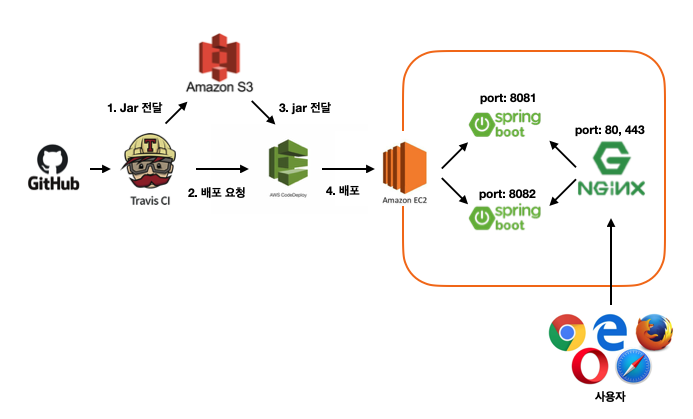 Amazon S3
1. Jar 전달
3. jar 전달
port: 8081
spring
boot
port: 80, 443
GitHub
T
Travis CI
2. 배포 요청
AWS CodeDeploy
4. 배포
Amazon EC2
port: 8082
spring
boot
G
NGINX
사용자